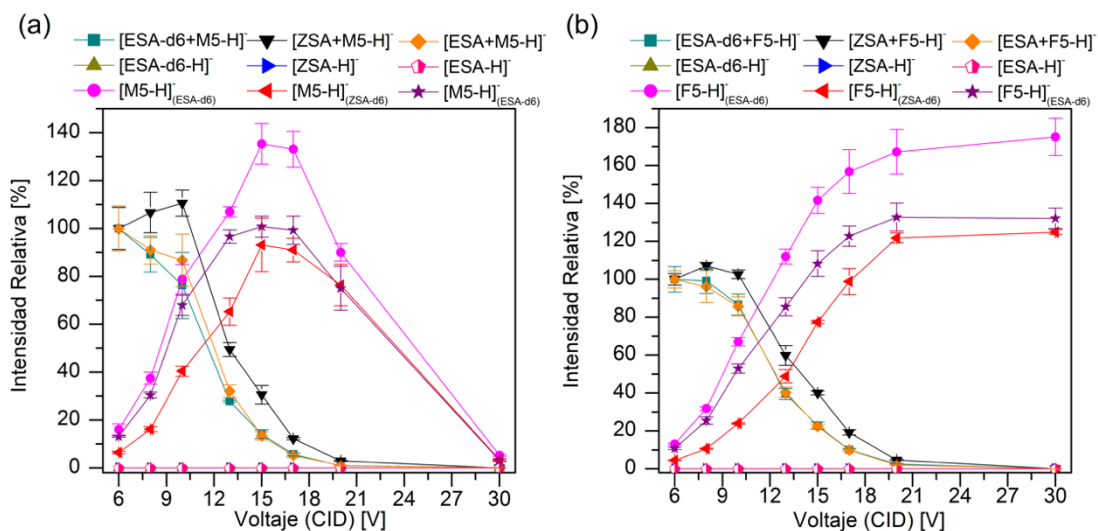 (a)
[ESA-d6+M5-H]⁻ [ZSA+M5-H]⁻ [ESA+M5-H]⁻
[ESA-d6-H]⁻ [ZSA-H]⁻ [ESA-H]⁻
[M5-H]⁻(ESA-d6) [M5-H]⁻(ZSA-d6) [M5-H]⁻(ESA-d6)
Intensidad Relativa [%]
140
120
100
80
60
40
20
0
6 9 12 15 18 21 24 27 30
Voltaje (CID) [V]
(b)
[ESA-d6+F5-H]⁻ [ZSA+F5-H]⁻ [ESA+F5-H]⁻
[ESA-d6-H]⁻ [ZSA-H]⁻ [ESA-H]⁻
[F5-H]⁻(ESA-d6) [F5-H]⁻(ZSA-d6) [F5-H]⁻(ESA-d6)
Intensidad Relativa [%]
180
160
140
120
100
80
60
40
20
0
6 9 12 15 18 21 24 27 30
Voltaje (CID) [V]